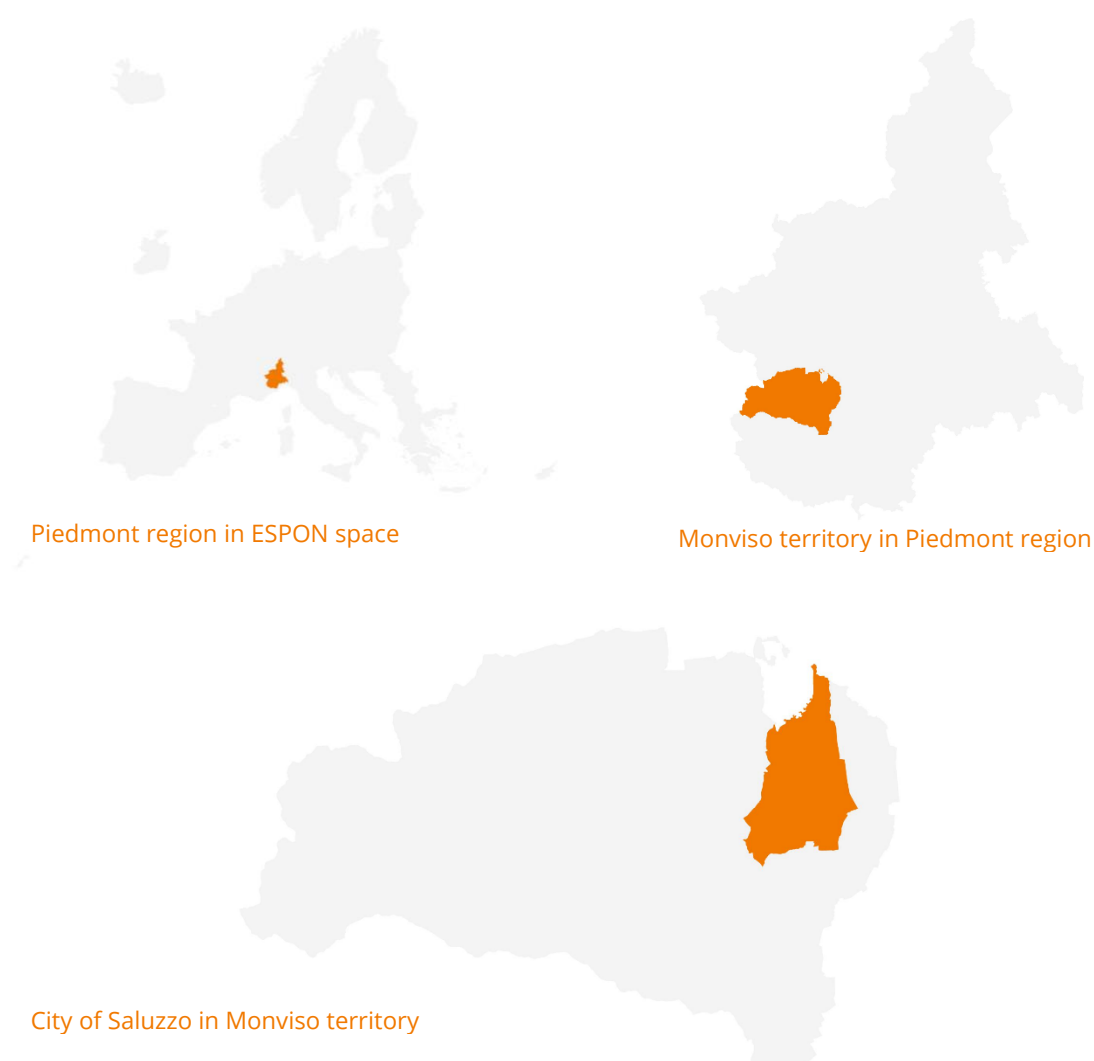 Piedmont region in ESPON space
Monviso territory in Piedmont region
City of Saluzzo in Monviso territory